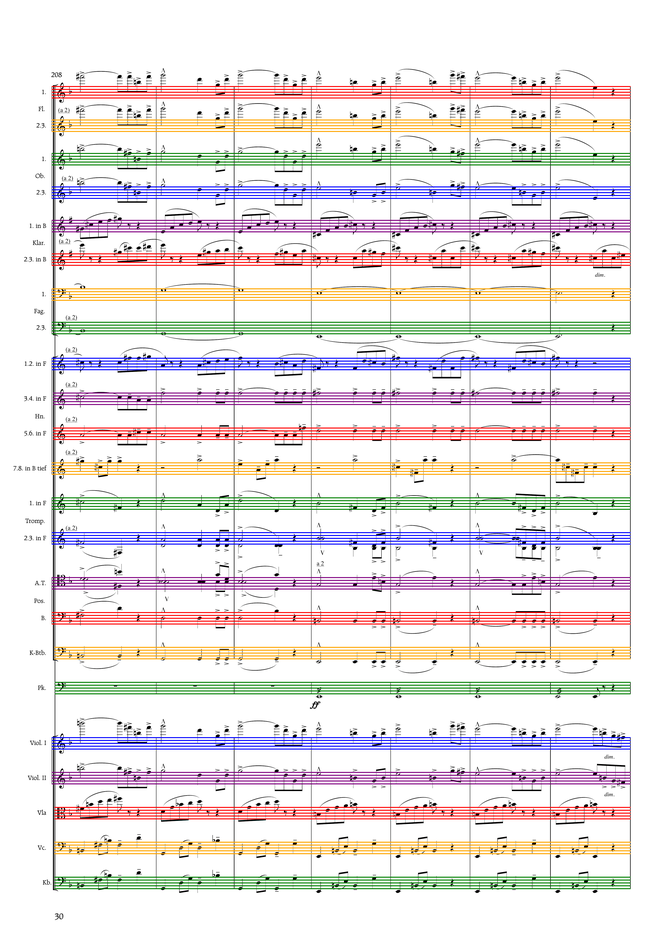 208
1.
Fl.
(a 2)
2.3.
1.
Ob.
(a 2)
2.3.
1. in B
Klar.
(a 2)
2.3. in B
dim.
1.
Fag.
(a 2)
2.3.
(a 2)
1.2. in F
(a 2)
3.4. in F
Hn.
(a 2)
5.6. in F
(a 2)
7.8. in B tief
1. in F
Tromp.
(a 2)
2.3. in F
a 2
A.T.
Pos.
B.
K-Btb.
Pk.
ff
Viol. I
dim.
Viol. II
dim.
Vla
Vc.
Kb.
30